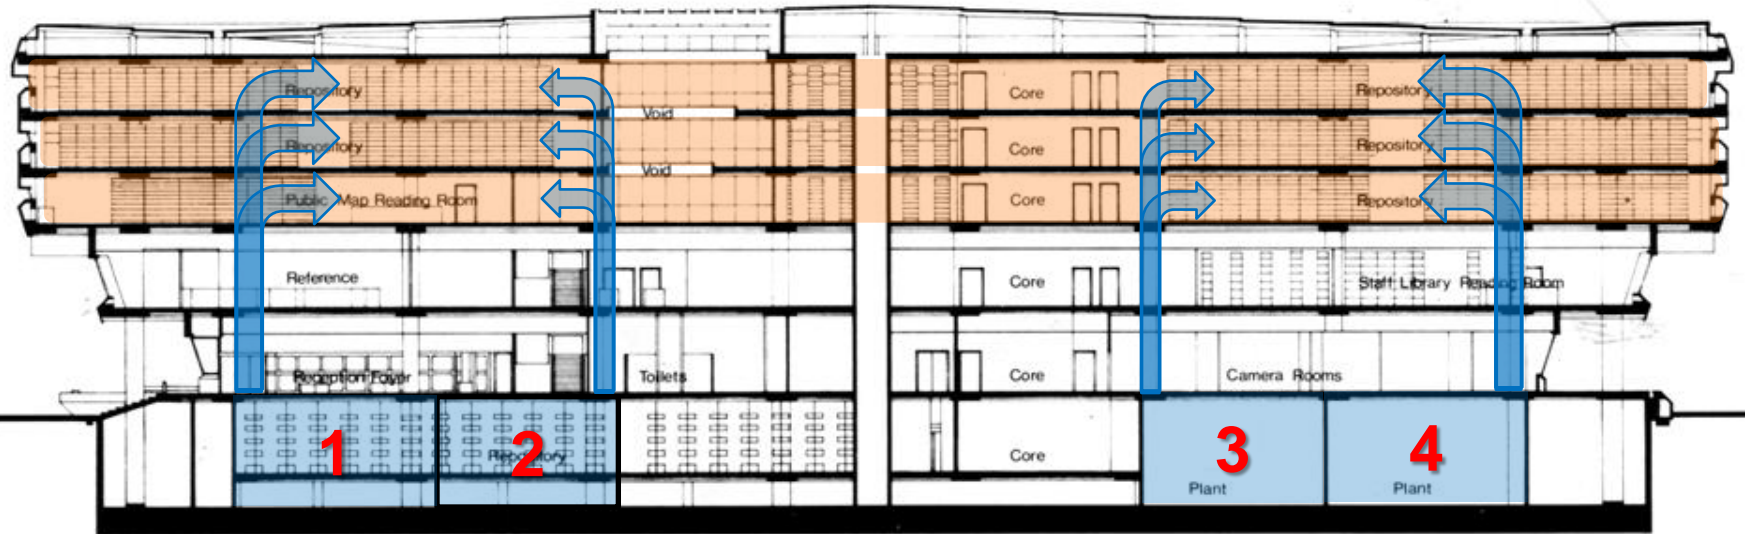 Repository Core Repository
Void
Repository Core Repository
Void
Public Map Reading Room Core Repository
Reference Core Staff Library Reading Room
Reception Foyer Toilets Core Camera Rooms
1 2 3 4
Repository Core
Plant Plant